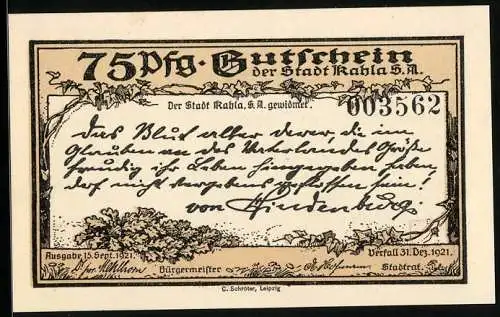 75 Pfg. Gutschein
der Stadt Kahla S.A.
Der Stadt Kahla, S.A. gewidmet.
003562
Das Blut aller derer, die im
Glauben an des Vaterlandes Größe
freudig ihr Leben hingegeben haben,
darf nicht vergebens geflossen sein!
von Hindenburg.
Ausgabe 15. Sept. 1921.
Verfall 31. Dez. 1921.
Bürgermeister
Stadtrat.
C. Schröter, Leipzig